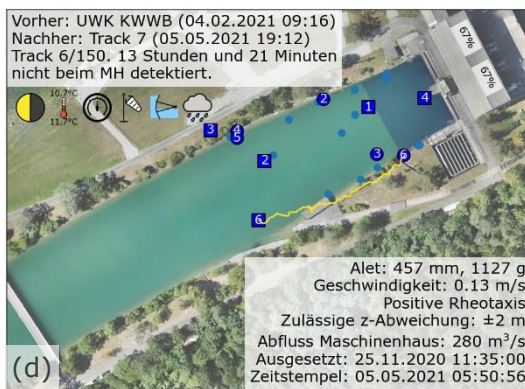 Vorher: UWK KWWB (04.02.2021 09:16)
Nachher: Track 7 (05.05.2021 19:12)
Track 6/150. 13 Stunden und 21 Minuten
nicht beim MH detektiert.
10.7°C
11.7°C
67%
67%
2
1
4
3
4
5
2
3
6
6
Alet: 457 mm, 1127 g
Geschwindigkeit: 0.13 m/s
Positive Rheotaxis
Zulässige z-Abweichung: ±2 m
Abfluss Maschinenhaus: 280 m³/s
Ausgesetzt: 25.11.2020 11:35:00
Zeitstempel: 05.05.2021 05:50:56
(d)